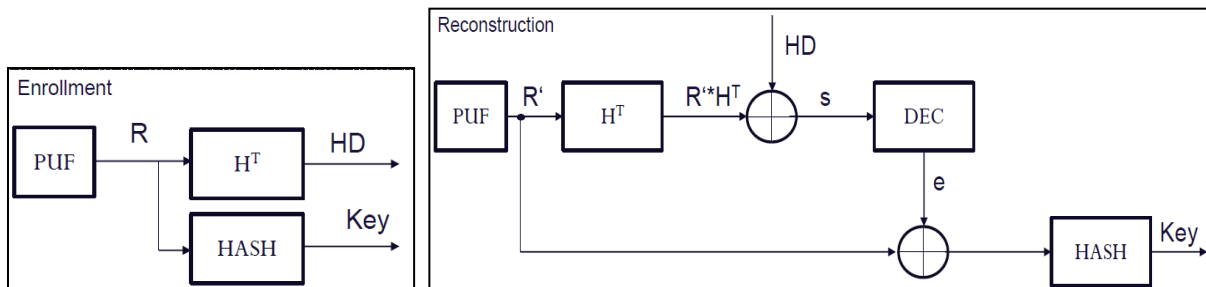 Enrollment
PUF
R
H^T
HD
HASH
Key
Reconstruction
HD
PUF
R‘
H^T
R‘*H^T
s
DEC
e
HASH
Key